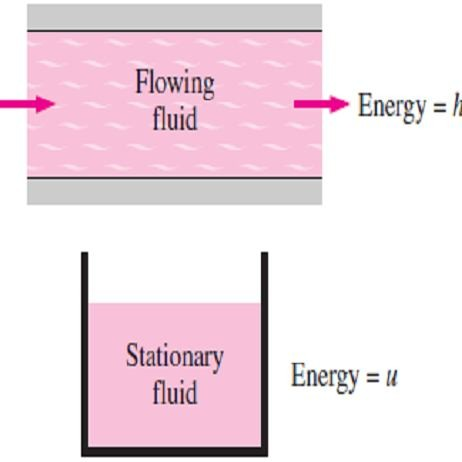 Flowing
fluid
Energy = h
Stationary
fluid
Energy = u